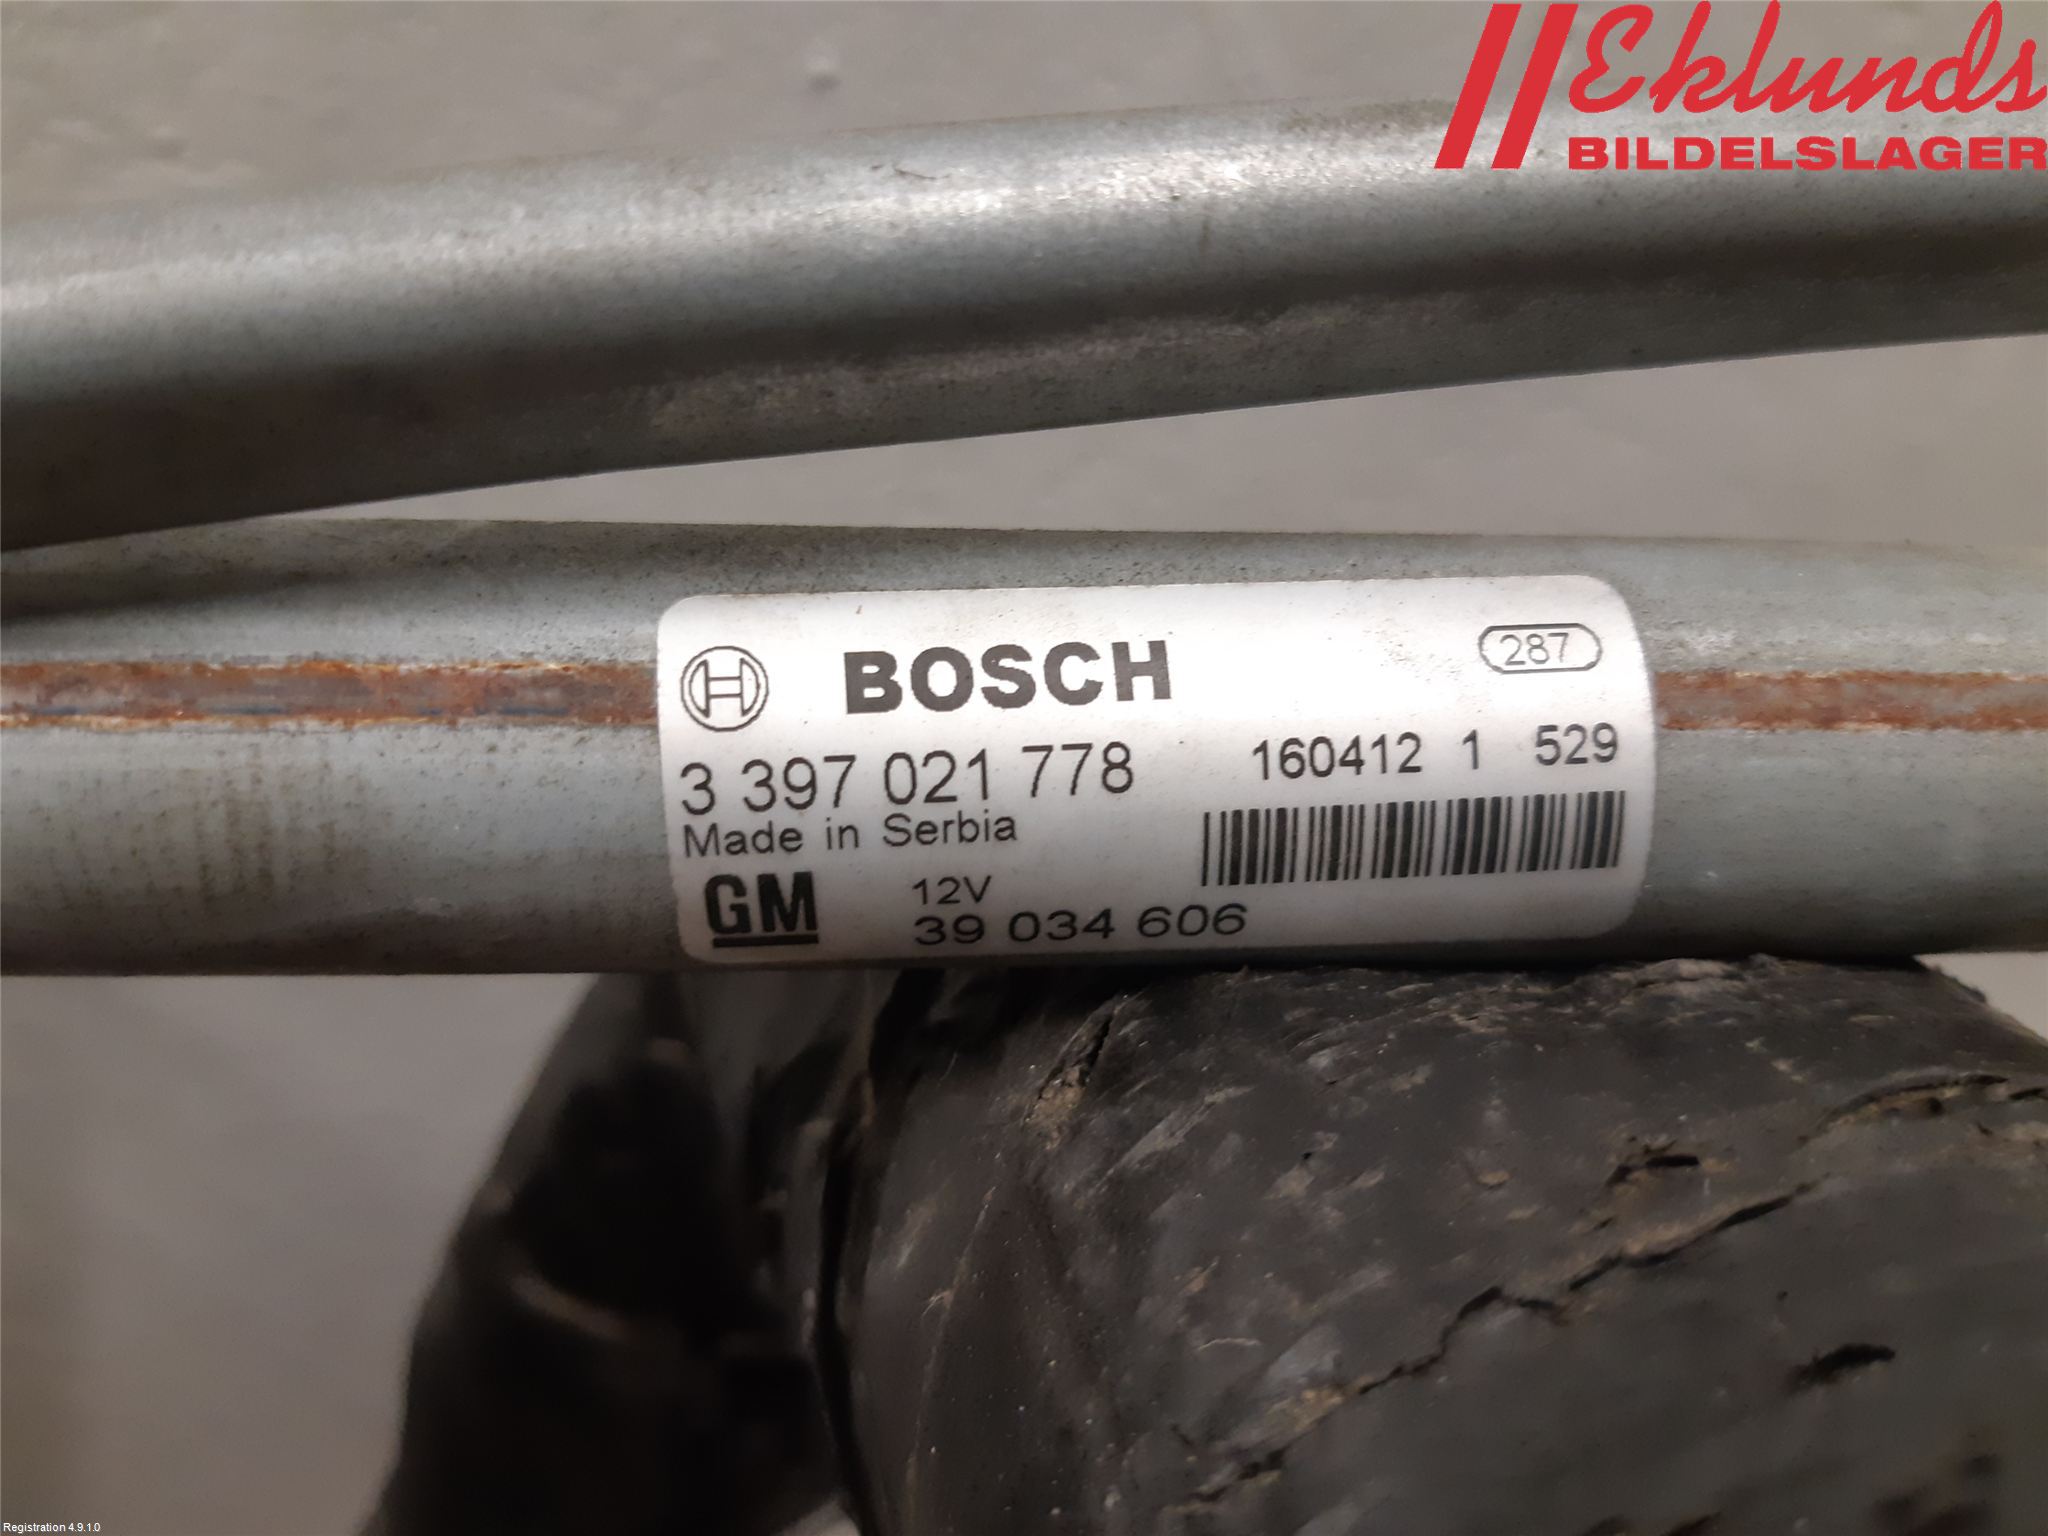 Eklunds
BILDELSLAGER
BOSCH
287
3 397 021 778
160412 1 529
Made in Serbia
GM
12V
39 034 606
Registration 4.9.1.0